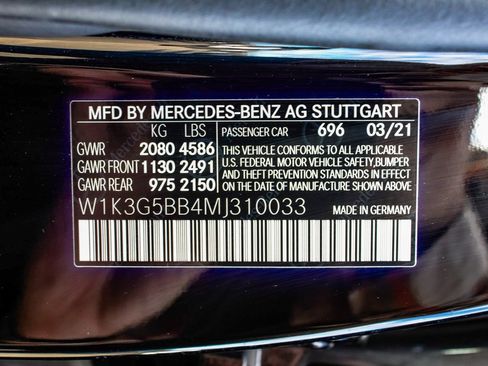 MFD BY MERCEDES-BENZ AG STUTTGART
KG LBS PASSENGER CAR 696 03/21
GVWR 2080 4586 THIS VEHICLE CONFORMS TO ALL APPLICABLE
GAWR FRONT 1130 2491 U.S. FEDERAL MOTOR VEHICLE SAFETY,BUMPER
GAWR REAR 975 2150 AND THEFT PREVENTION STANDARDS IN EFFECT
ON THE DATE OF MANUFACTURE SHOWN ABOVE.
W1K3G5BB4MJ310033 MADE IN GERMANY